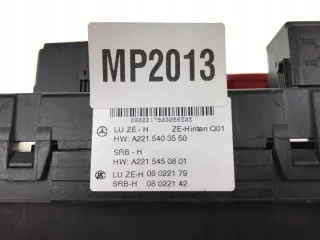 MP2013
LU ZE - H ZE-Hinten Q01
HW: A221 540 35 50
SRB - H
HW: A221 545 08 01
LU ZE-H 08 0221 79
SRB-H 08 0221 42